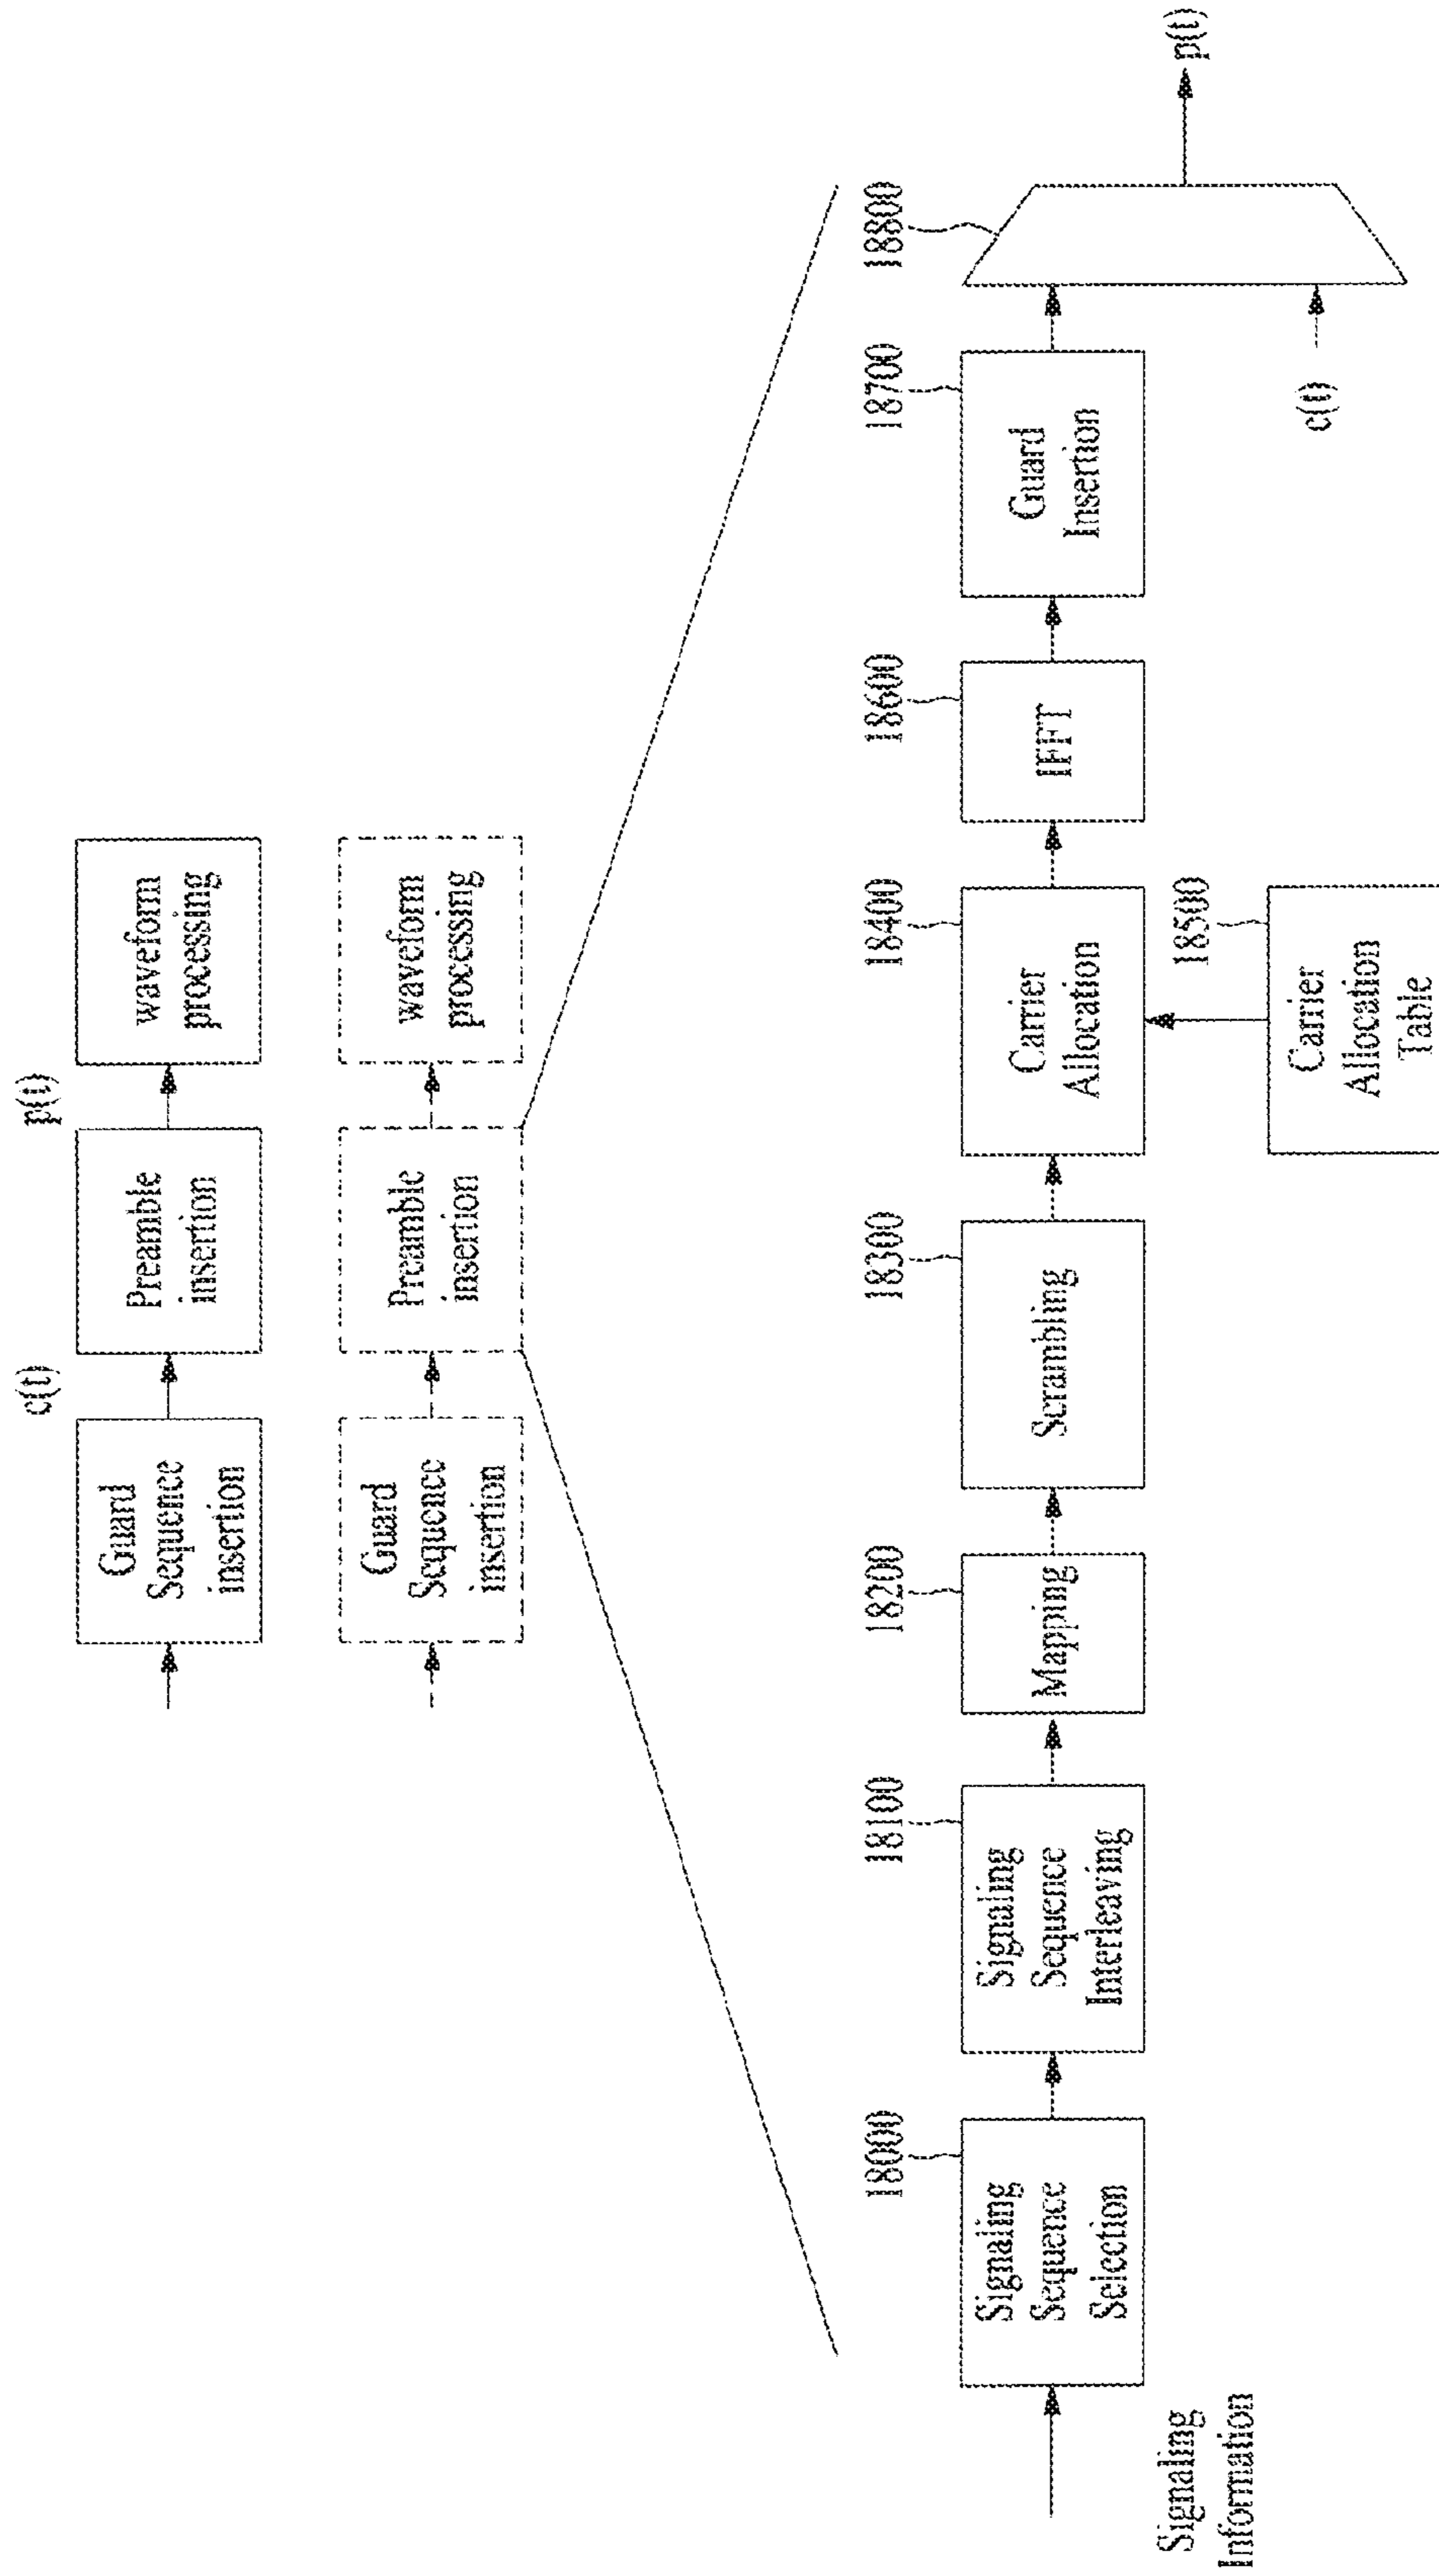 c(t)
p(t)
Guard
Sequence
insertion
Preamble
insertion
waveform
processing
Guard
Sequence
insertion
Preamble
insertion
waveform
processing
18000
18100
18200
18300
18400
18600
18700
18800
Signaling
Information
Signaling
Sequence
Selection
Signaling
Sequence
Interleaving
Mapping
Scrambling
Carrier
Allocation
IFFT
Guard
Insertion
p(t)
18500
Carrier
Allocation
Table
c(t)